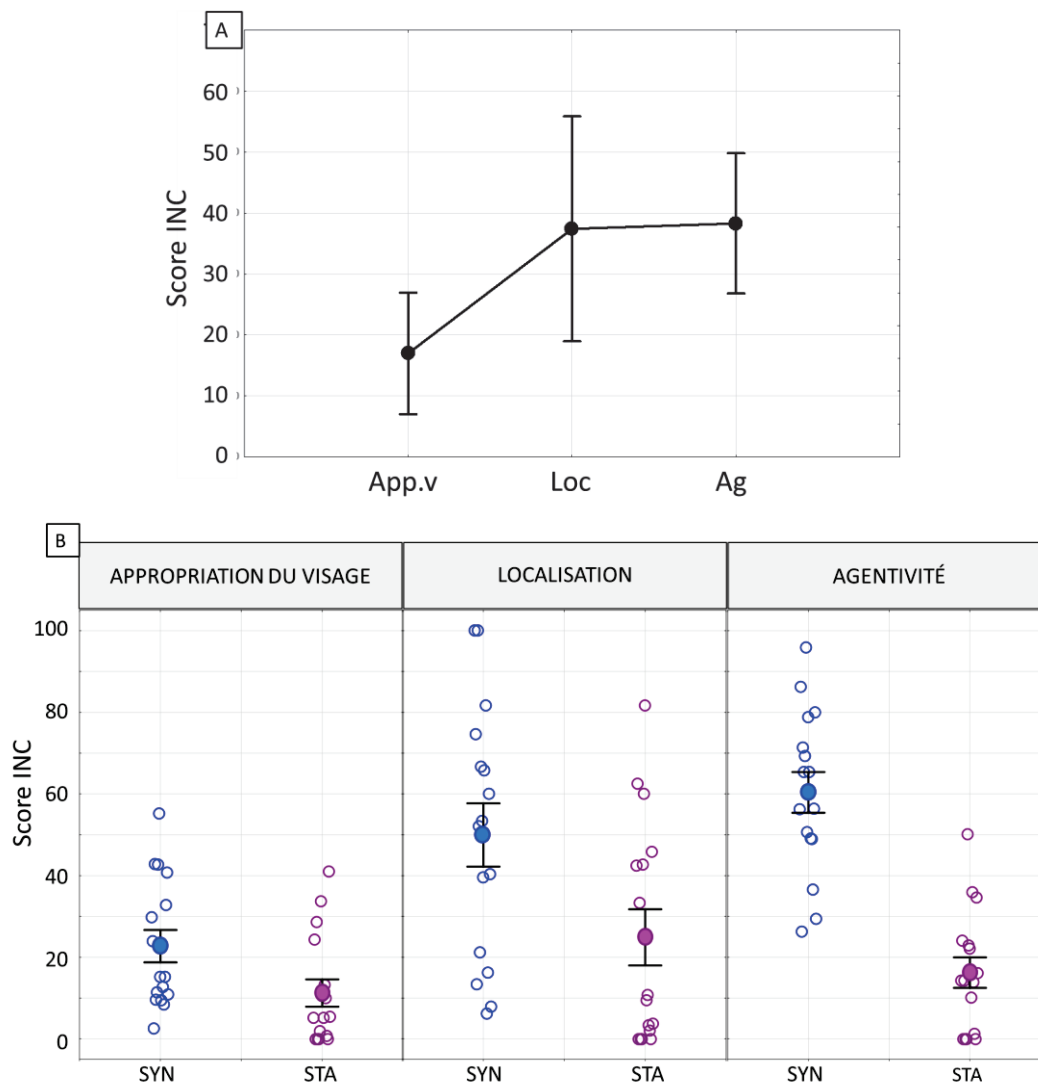 A
60
50
40
30
20
10
0
Score INC
App.v Loc Ag
B
APPROPRIATION DU VISAGE LOCALISATION AGENTIVITÉ
100
80
60
40
20
0
Score INC
SYN STA SYN STA SYN STA